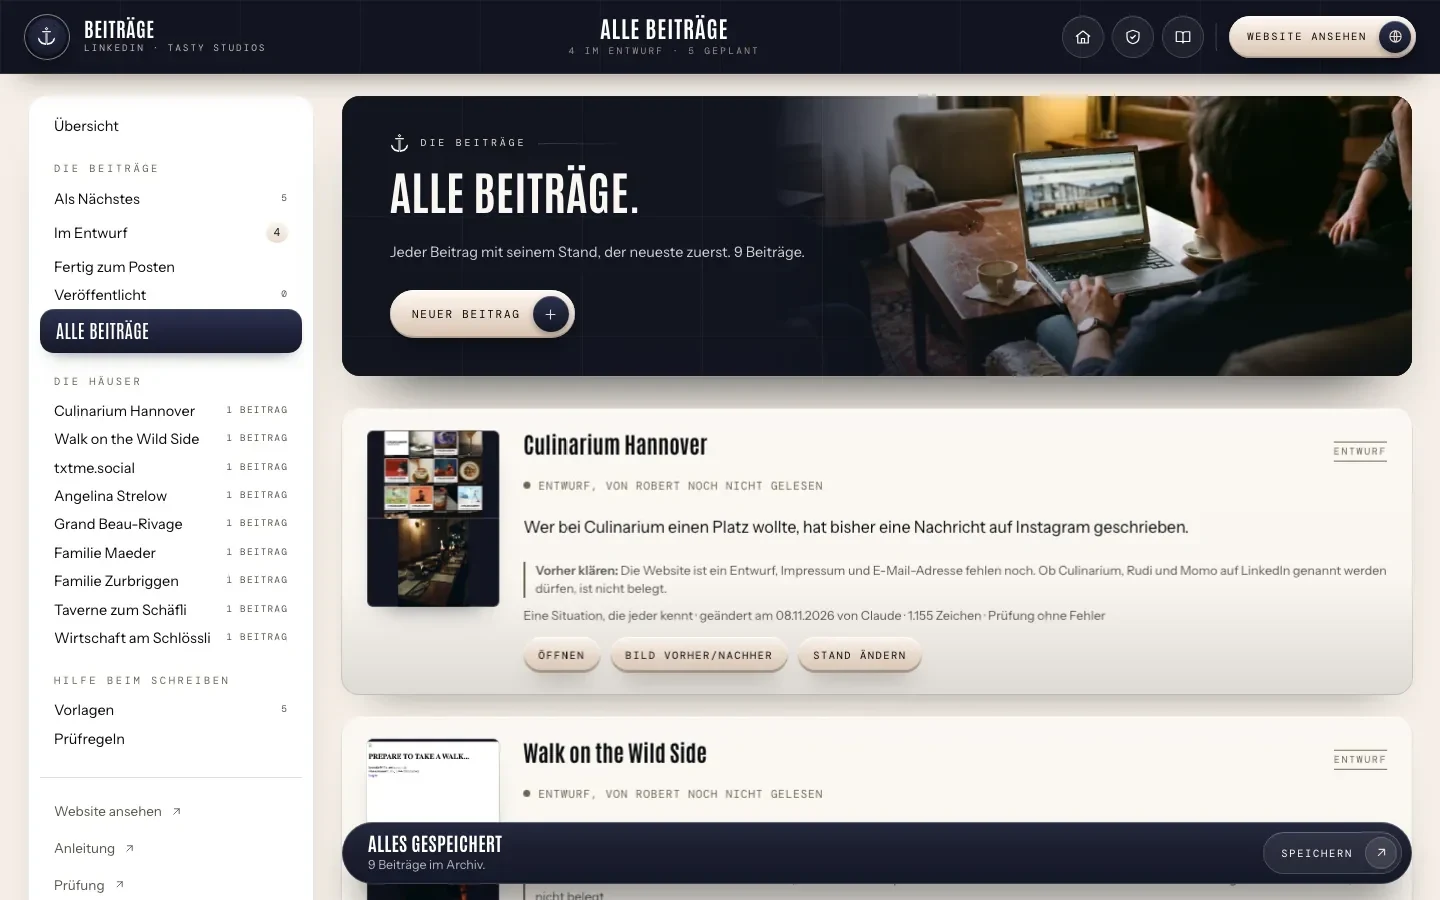 BEITRÄGE
LINKEDIN · TASTY STUDIOS
ALLE BEITRÄGE
4 IM ENTWURF · 5 GEPLANT
WEBSITE ANSEHEN
Übersicht
DIE BEITRÄGE
Als Nächstes 5
Im Entwurf 4
Fertig zum Posten
Veröffentlicht 0
ALLE BEITRÄGE
DIE HÄUSER
Culinarium Hannover 1 BEITRAG
Walk on the Wild Side 1 BEITRAG
txtme.social 1 BEITRAG
Angelina Strelow 1 BEITRAG
Grand Beau-Rivage 1 BEITRAG
Familie Maeder 1 BEITRAG
Familie Zurbriggen 1 BEITRAG
Taverne zum Schäfli 1 BEITRAG
Wirtschaft am Schlössli 1 BEITRAG
HILFE BEIM SCHREIBEN
Vorlagen 5
Prüfregeln
Website ansehen
Anleitung
Prüfung
DIE BEITRÄGE
ALLE BEITRÄGE.
Jeder Beitrag mit seinem Stand, der neueste zuerst. 9 Beiträge.
NEUER BEITRAG
Culinarium Hannover
ENTWURF
ENTWURF, VON ROBERT NOCH NICHT GELESEN
Wer bei Culinarium einen Platz wollte, hat bisher eine Nachricht auf Instagram geschrieben.
Vorher klären: Die Website ist ein Entwurf, Impressum und E-Mail-Adresse fehlen noch. Ob Culinarium, Rudi und Momo auf LinkedIn genannt werden
dürfen, ist nicht belegt.
Eine Situation, die jeder kennt · geändert am 08.11.2026 von Claude · 1.155 Zeichen · Prüfung ohne Fehler
ÖFFNEN
BILD VORHER/NACHHER
STAND ÄNDERN
PREPARE TO TAKE A WALK...
Walk on the Wild Side
ENTWURF
ENTWURF, VON ROBERT NOCH NICHT GELESEN
ALLES GESPEICHERT
9 Beiträge im Archiv.
SPEICHERN
nicht belegt.